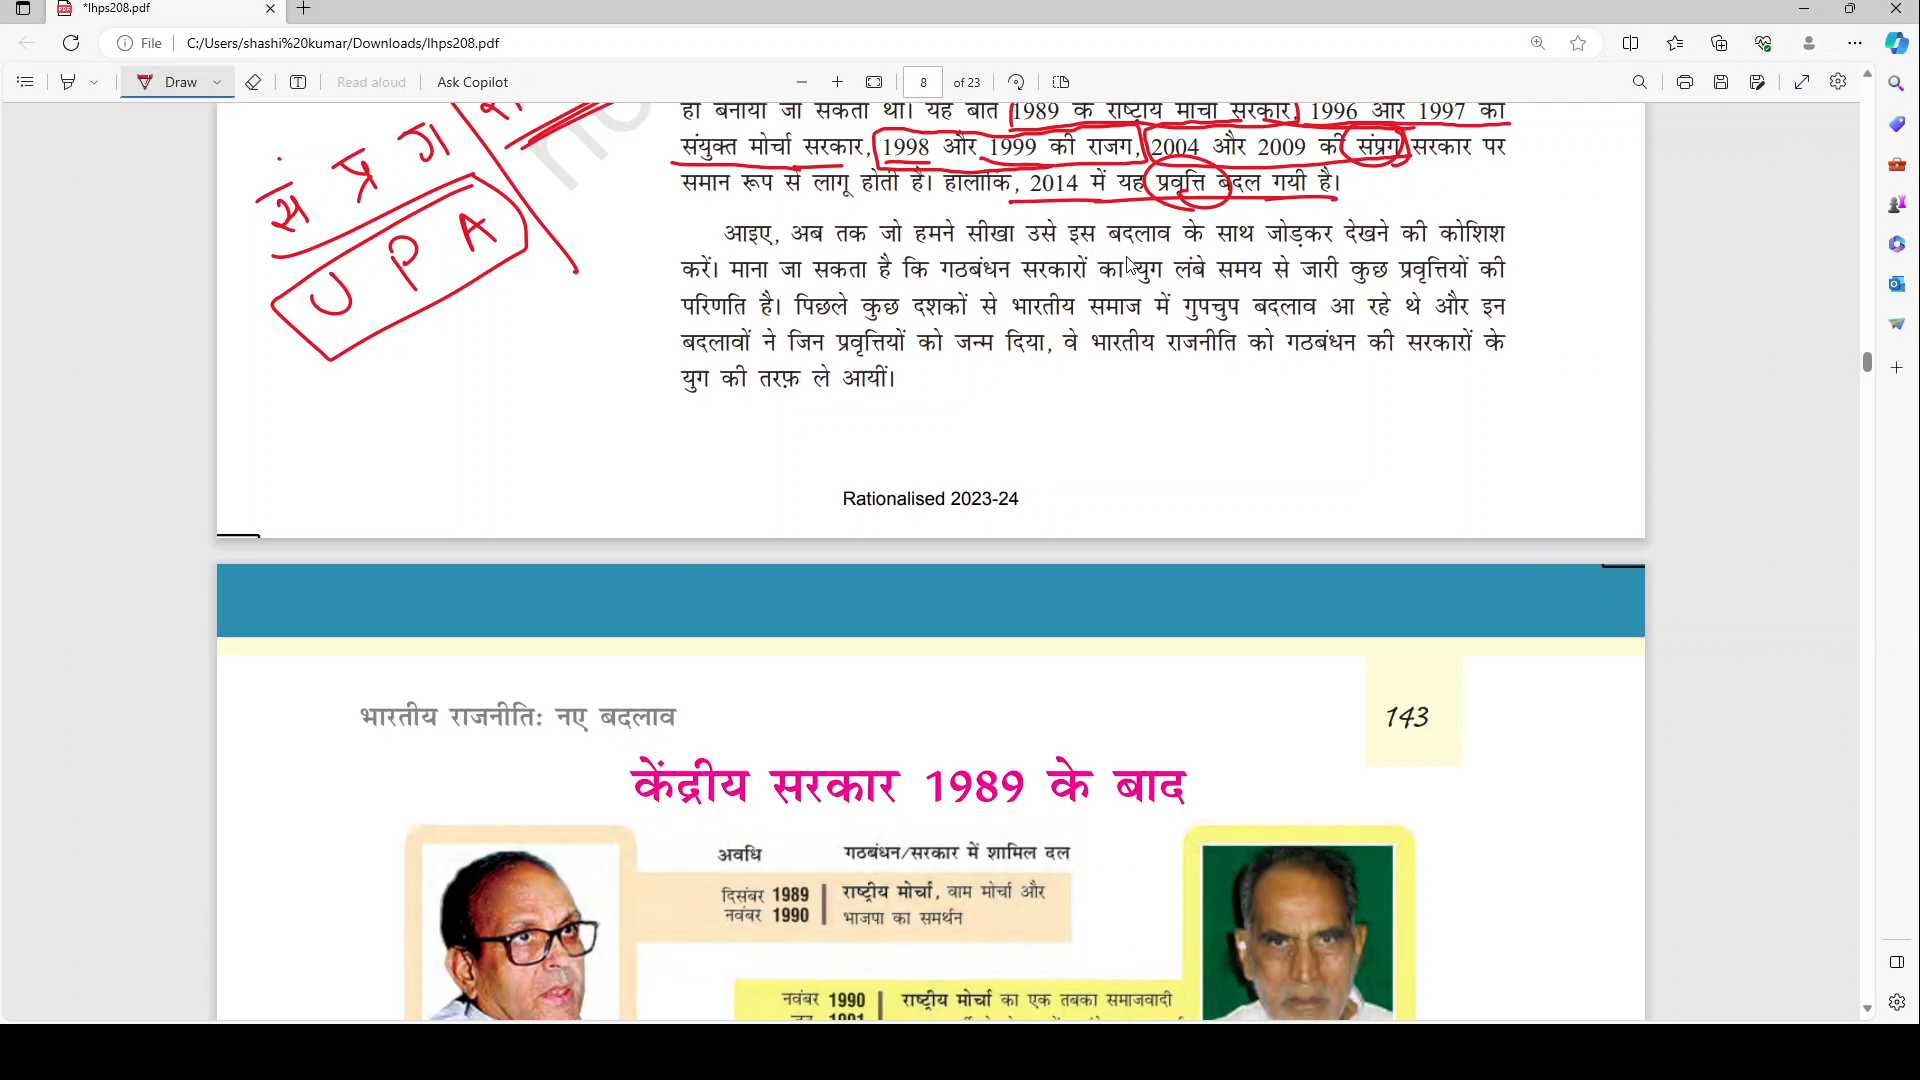 *lhps208.pdf
File C:/Users/shashi%20kumar/Downloads/lhps208.pdf
Draw Read aloud Ask Copilot 8 of 23
ही बनाया जा सकता था। यह बात 1989 के राष्ट्रीय मोर्चा सरकार, 1996 और 1997 की
संयुक्त मोर्चा सरकार, 1998 और 1999 की राजग, 2004 और 2009 की संप्रग सरकार पर
समान रूप से लागू होती है। हालांकि, 2014 में यह प्रवृत्ति बदल गयी है।
सं प्र ग
U P A
आइए, अब तक जो हमने सीखा उसे इस बदलाव के साथ जोड़कर देखने की कोशिश
करें। माना जा सकता है कि गठबंधन सरकारों का युग लंबे समय से जारी कुछ प्रवृत्तियों की
परिणति है। पिछले कुछ दशकों से भारतीय समाज में गुपचुप बदलाव आ रहे थे और इन
बदलावों ने जिन प्रवृत्तियों को जन्म दिया, वे भारतीय राजनीति को गठबंधन की सरकारों के
युग की तरफ़ ले आयीं।
Rationalised 2023-24
भारतीय राजनीतिः नए बदलाव
143
केंद्रीय सरकार 1989 के बाद
अवधि गठबंधन/सरकार में शामिल दल
दिसंबर 1989 राष्ट्रीय मोर्चा, वाम मोर्चा और
नवंबर 1990 भाजपा का समर्थन
नवंबर 1990 राष्ट्रीय मोर्चा का एक तबका समाजवादी